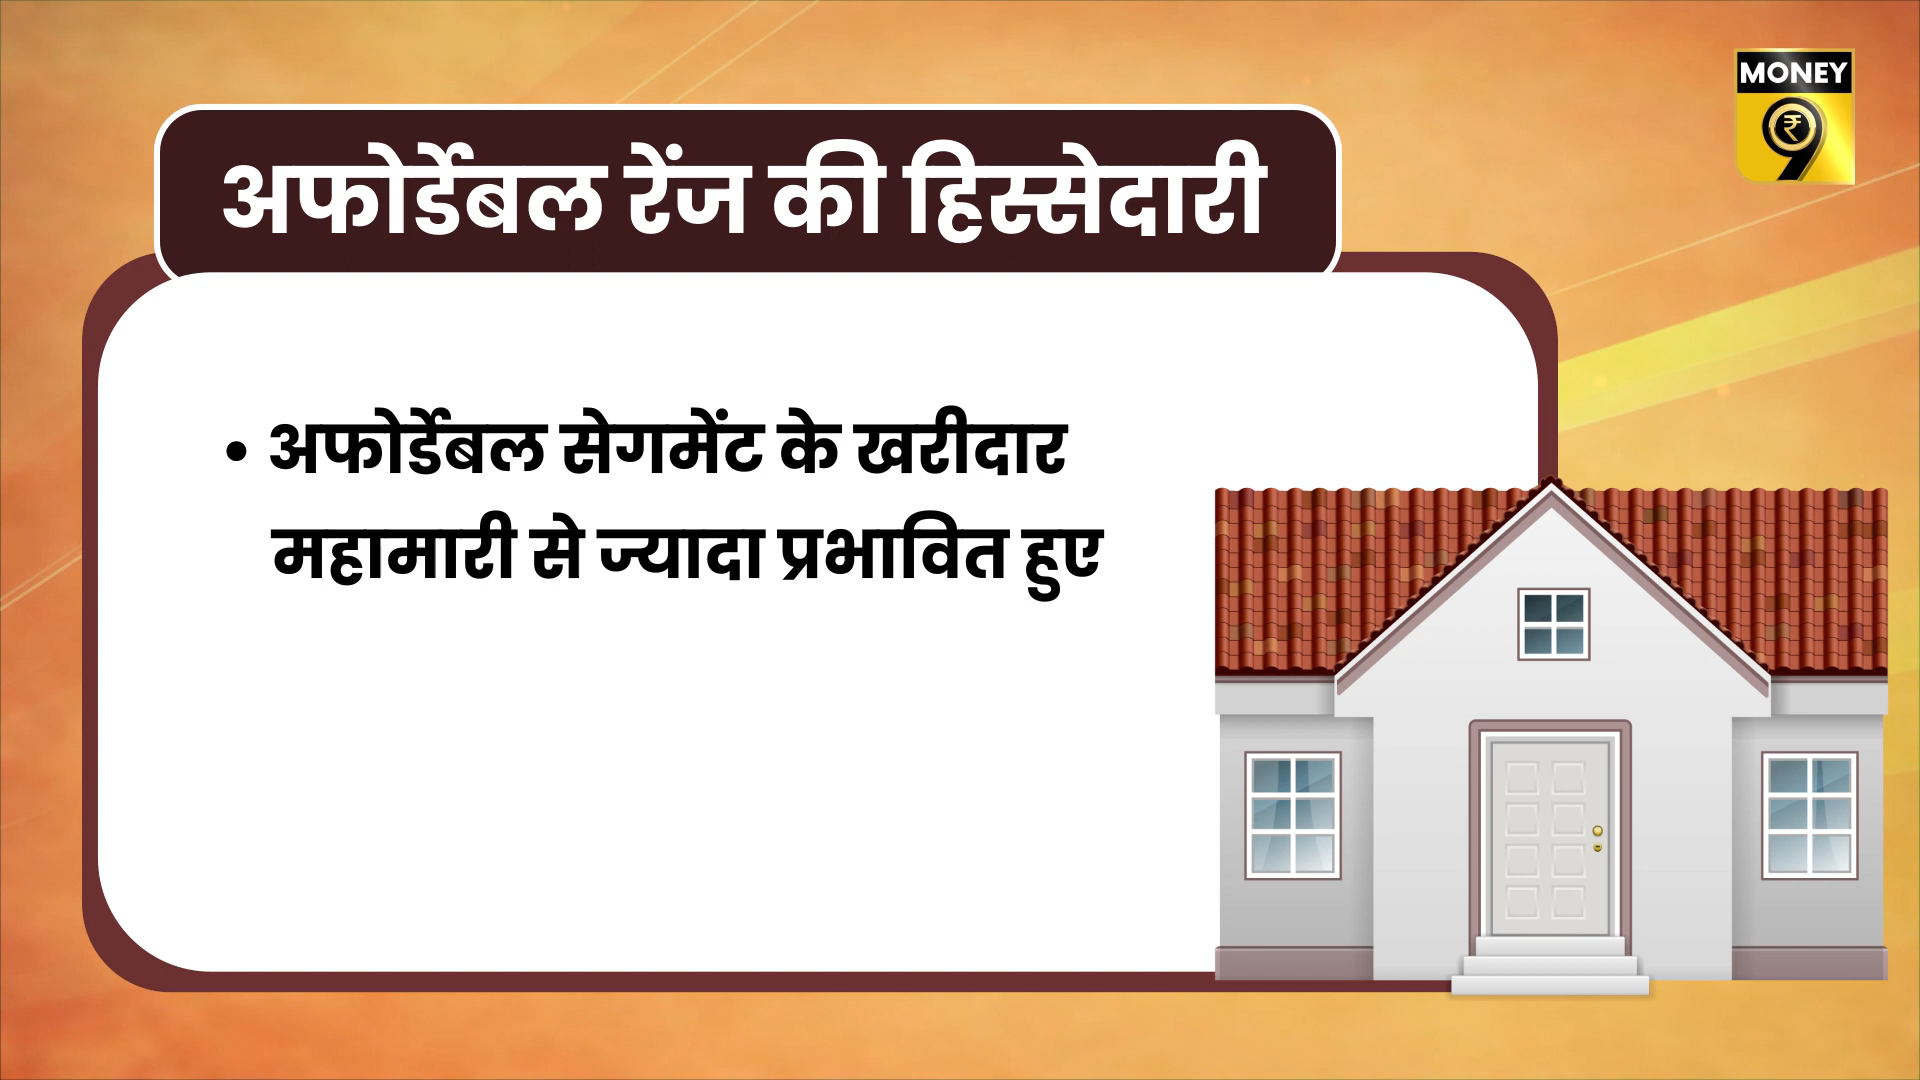 MONEY
9
अफोर्डेबल रेंज की हिस्सेदारी
• अफोर्डेबल सेगमेंट के खरीदार
महामारी से ज्यादा प्रभावित हुए